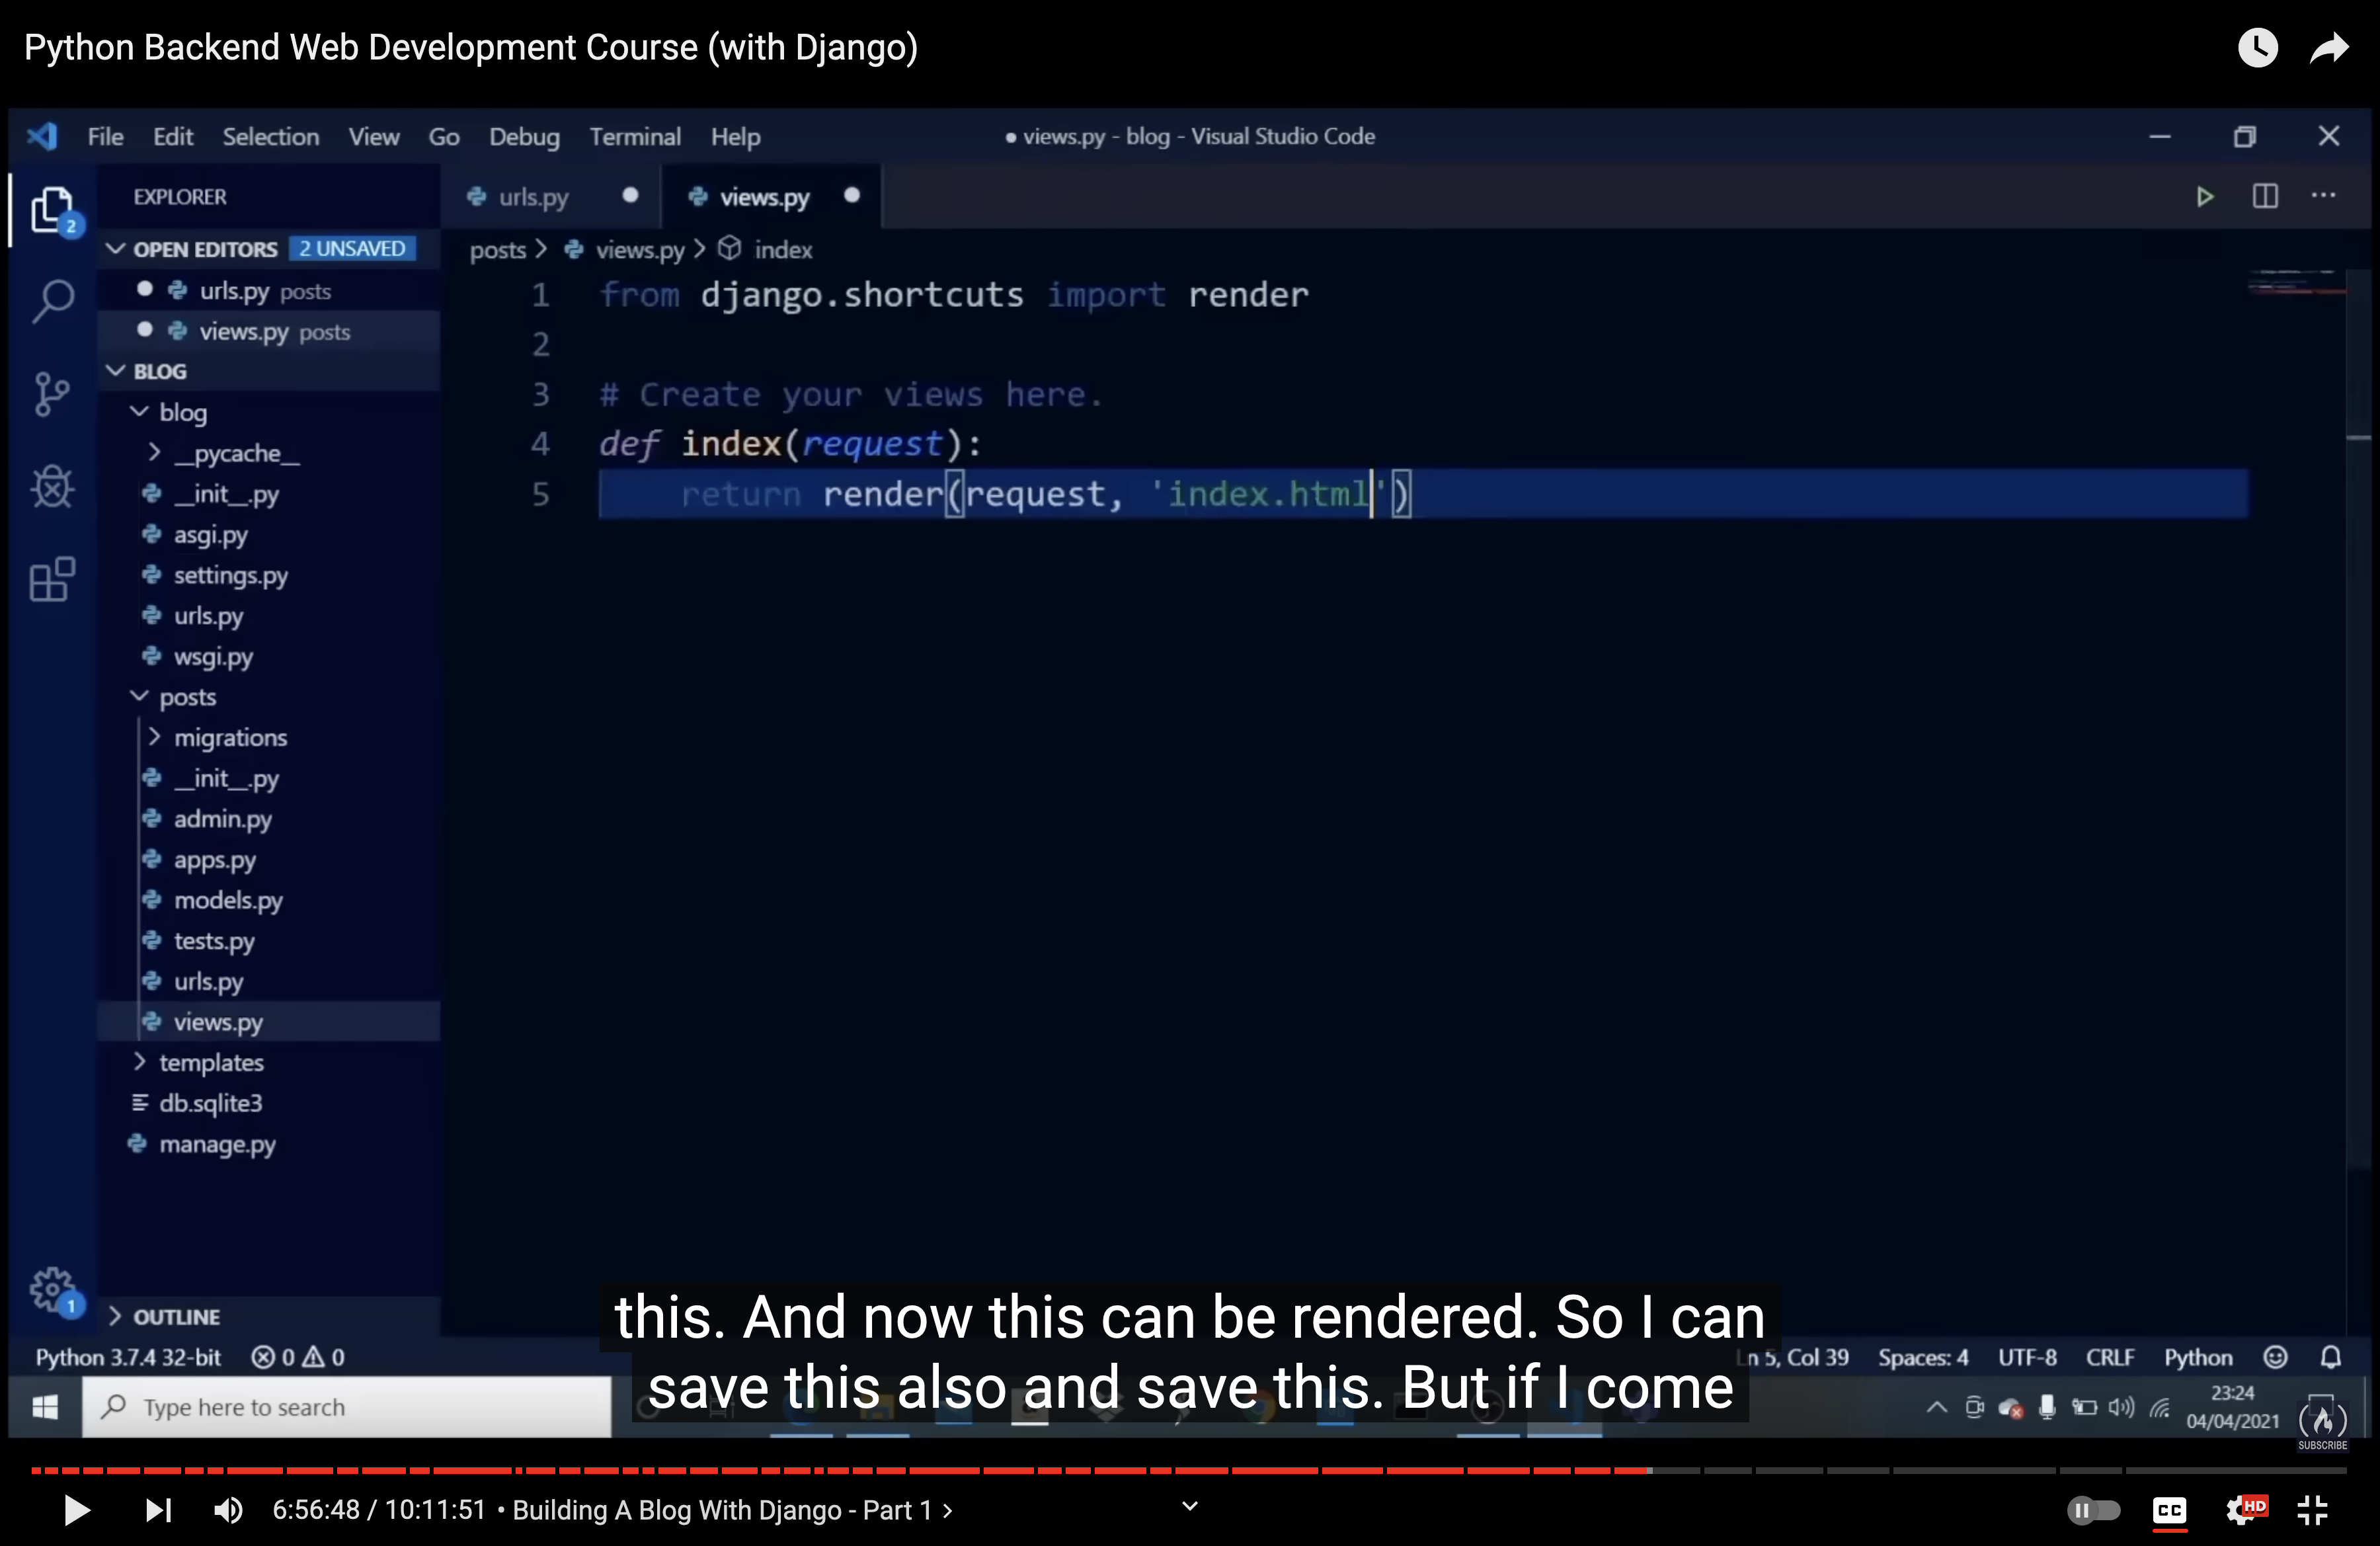 Python Backend Web Development Course (with Django)
File Edit Selection View Go Debug Terminal Help
● views.py - blog - Visual Studio Code
EXPLORER
urls.py
views.py
2
OPEN EDITORS 2 UNSAVED
posts > views.py > index
urls.py posts
views.py posts
BLOG
blog
__pycache__
__init__.py
asgi.py
settings.py
urls.py
wsgi.py
posts
migrations
__init__.py
admin.py
apps.py
models.py
tests.py
urls.py
views.py
templates
db.sqlite3
manage.py
1
OUTLINE
1 from django.shortcuts import render
2
3 # Create your views here.
4 def index(request):
5 return render(request, 'index.html')
this. And now this can be rendered. So I can
save this also and save this. But if I come
Python 3.7.4 32-bit 0 0
Ln 5, Col 39 Spaces: 4 UTF-8 CRLF Python
Type here to search
23:24
04/04/2021
SUBSCRIBE
6:56:48 / 10:11:51 • Building A Blog With Django - Part 1 >
CC
HD